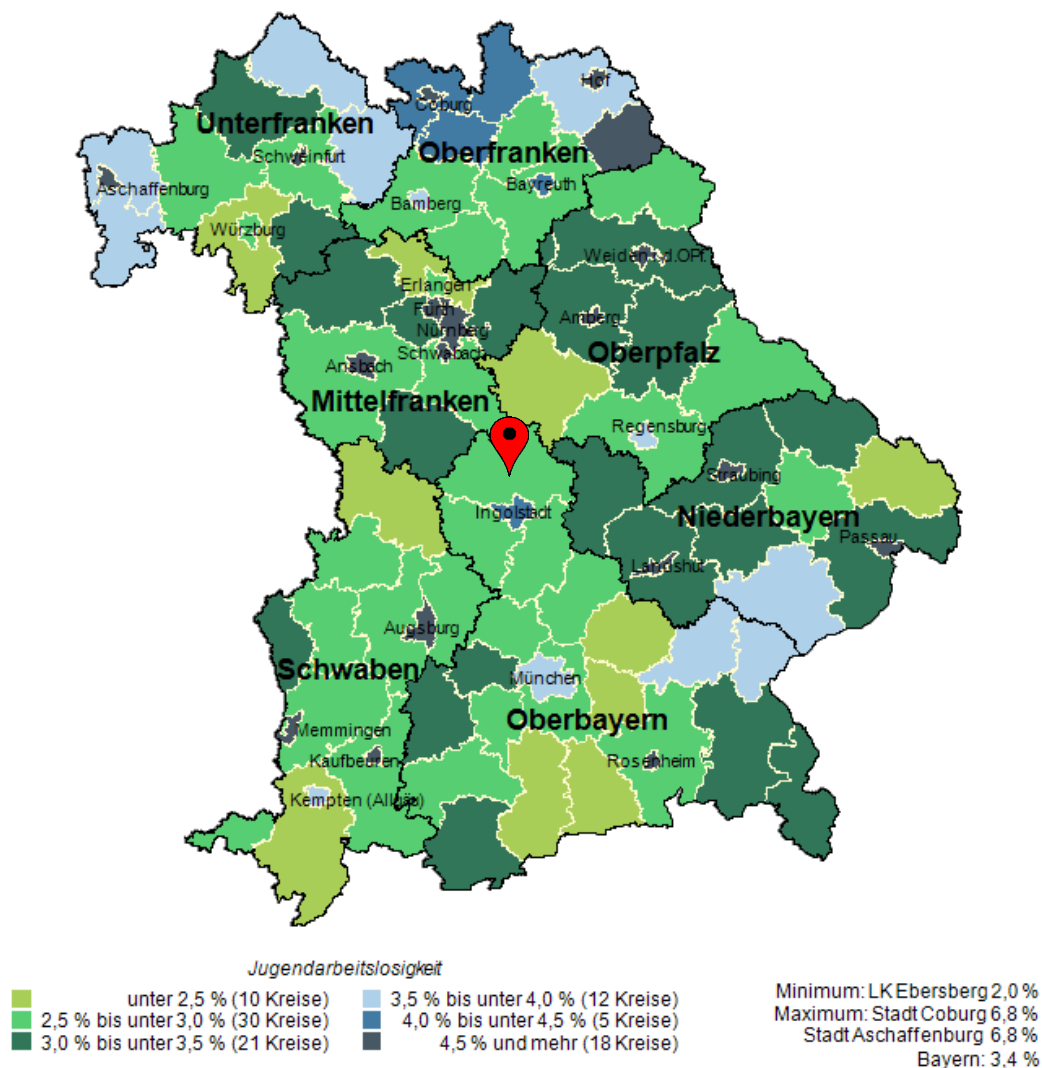 Hof
Coburg
Unterfranken
Oberfranken
Schweinfurt
Aschaffenburg
Bayreuth
Bamberg
Würzburg
Weiden i.d.OPf.
Erlangen
Fürth
Amberg
Nürnberg
Schwabach
Oberpfalz
Ansbach
Mittelfranken
Regensburg
Straubing
Ingolstadt
Niederbayern
Passau
Landshut
Augsburg
Schwaben
München
Oberbayern
Memmingen
Kaufbeuren
Rosenheim
Kempten (Allgäu)
Jugendarbeitslosigkeit
unter 2,5 % (10 Kreise)
2,5 % bis unter 3,0 % (30 Kreise)
3,0 % bis unter 3,5 % (21 Kreise)
3,5 % bis unter 4,0 % (12 Kreise)
4,0 % bis unter 4,5 % (5 Kreise)
4,5 % und mehr (18 Kreise)
Minimum: LK Ebersberg 2,0 %
Maximum: Stadt Coburg 6,8 %
Stadt Aschaffenburg 6,8 %
Bayern: 3,4 %